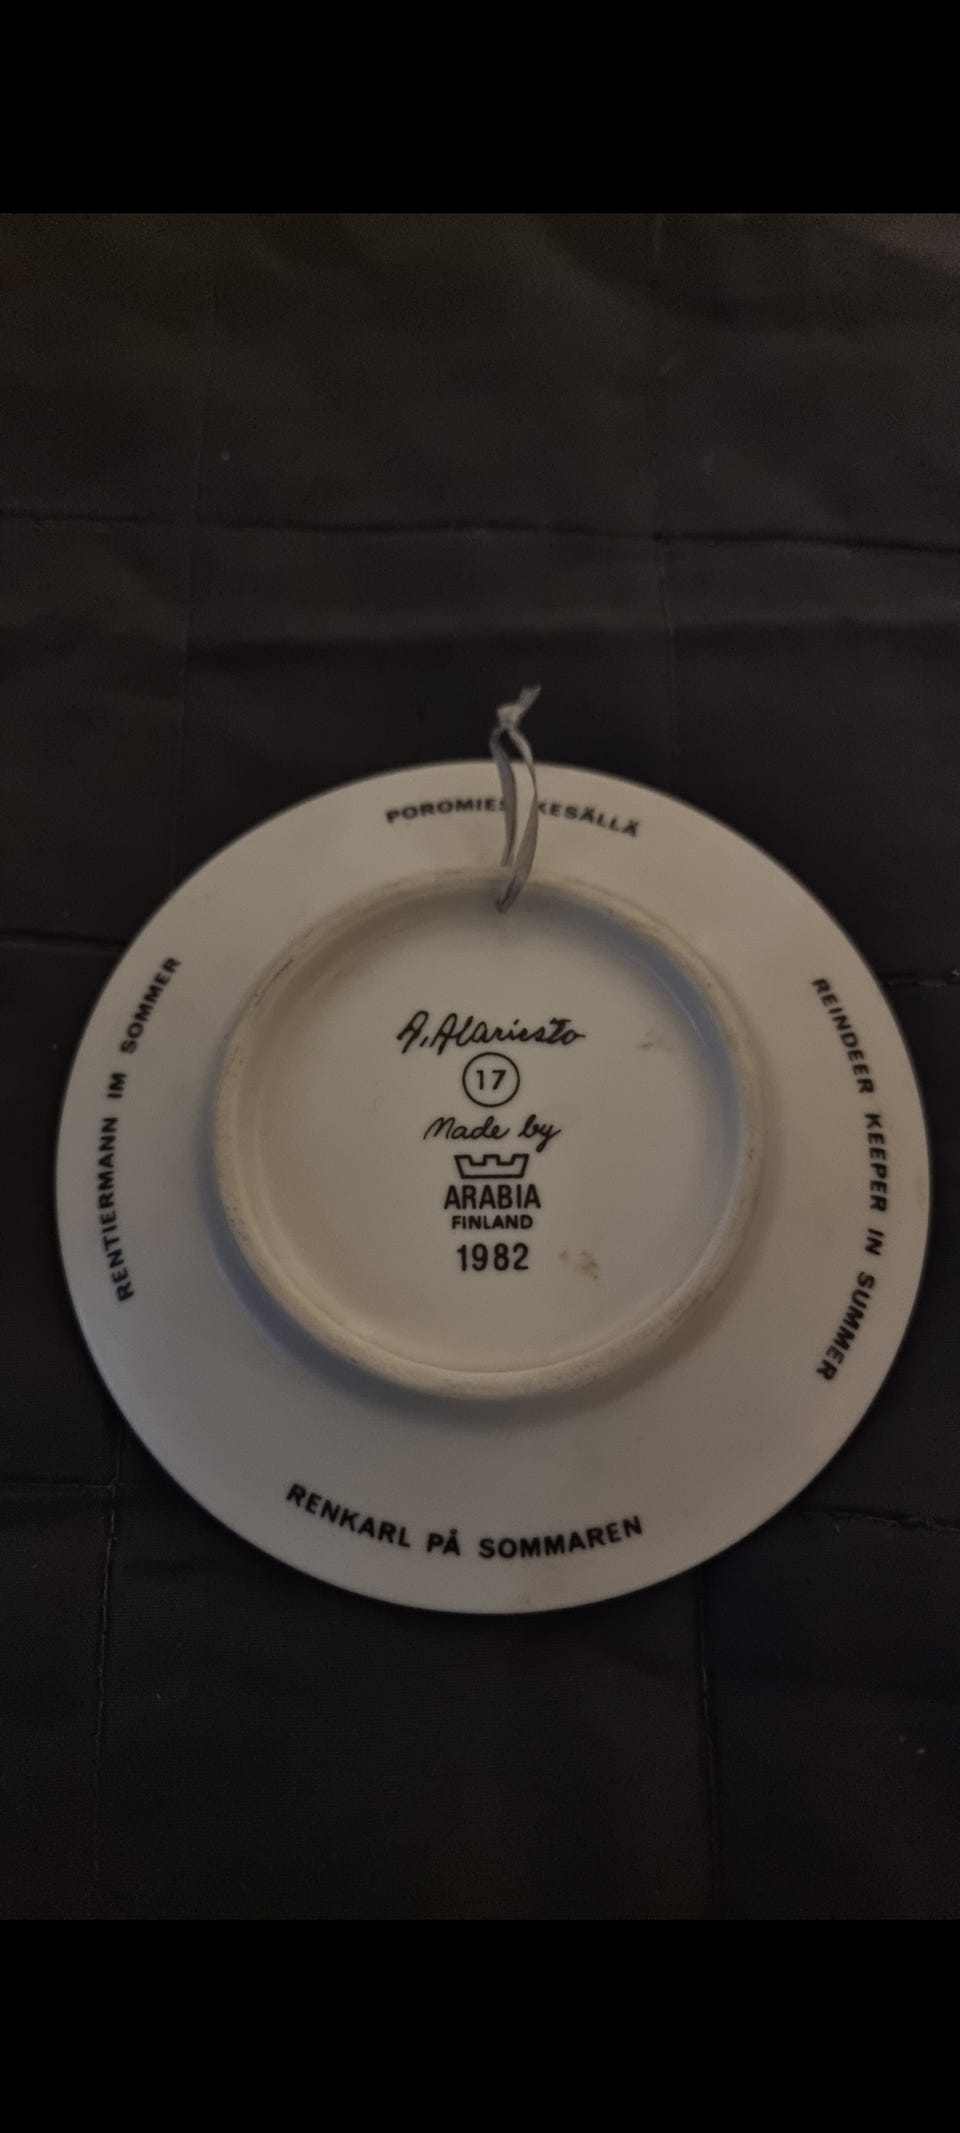 POROMIES KESÄLLÄ
REINDEER KEEPER IN SUMMER
RENKARL PÅ SOMMAREN
RENTIERMANN IM SOMMER
A. Alariesto
17
Made by
ARABIA
FINLAND
1982